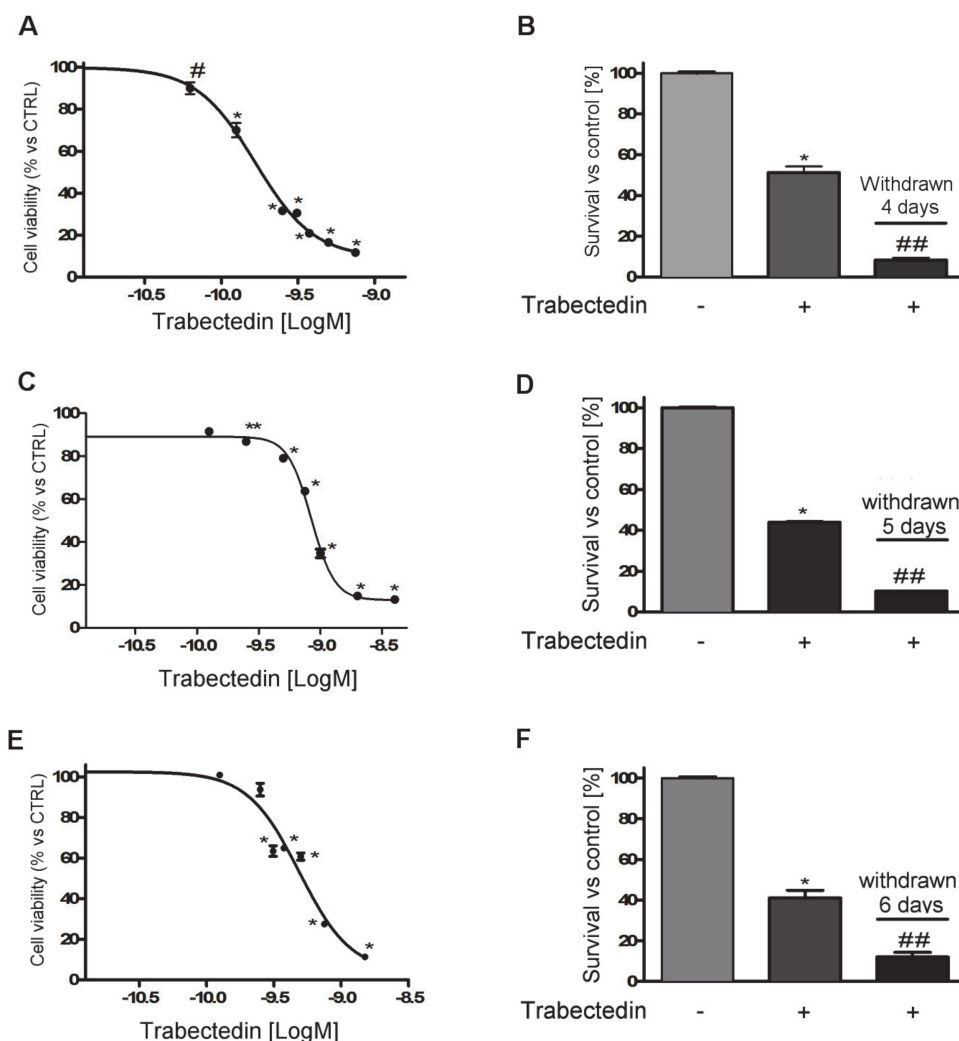 A
Cell viability (% vs CTRL)
100
80
60
40
20
0
#
*
*
*
*
*
*
-10.5 -10.0 -9.5 -9.0
Trabectedin [LogM]
B
Survival vs control [%]
100
80
60
40
20
0
*
Withdrawn
4 days
##
Trabectedin - + +
C
Cell viability (% vs CTRL)
100
80
60
40
20
0
**
*
*
*
*
*
-10.5 -10.0 -9.5 -9.0 -8.5
Trabectedin [LogM]
D
Survival vs control [%]
100
80
60
40
20
0
*
withdrawn
5 days
##
Trabectedin - + +
E
Cell viability (% vs CTRL)
100
80
60
40
20
0
*
*
*
*
*
-10.5 -10.0 -9.5 -9.0 -8.5
Trabectedin [LogM]
F
Survival vs control [%]
100
80
60
40
20
0
*
withdrawn
6 days
##
Trabectedin - + +